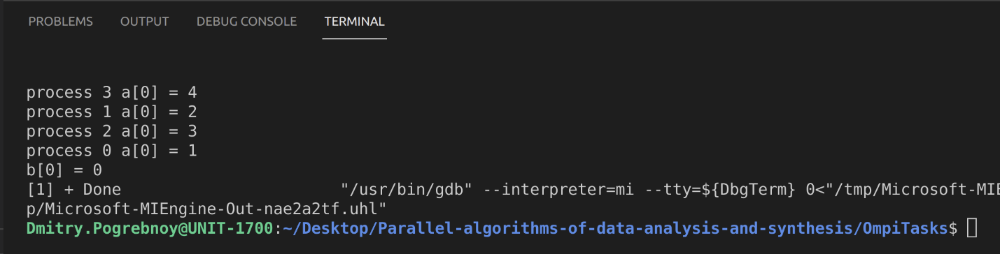 PROBLEMS OUTPUT DEBUG CONSOLE TERMINAL
process 3 a[0] = 4
process 1 a[0] = 2
process 2 a[0] = 3
process 0 a[0] = 1
b[0] = 0
[1] + Done "/usr/bin/gdb" --interpreter=mi --tty=${DbgTerm} 0<"/tmp/Microsoft-MIE
p/Microsoft-MIEngine-Out-nae2a2tf.uhl"
Dmitry.Pogrebnoy@UNIT-1700:~/Desktop/Parallel-algorithms-of-data-analysis-and-synthesis/OmpiTasks$